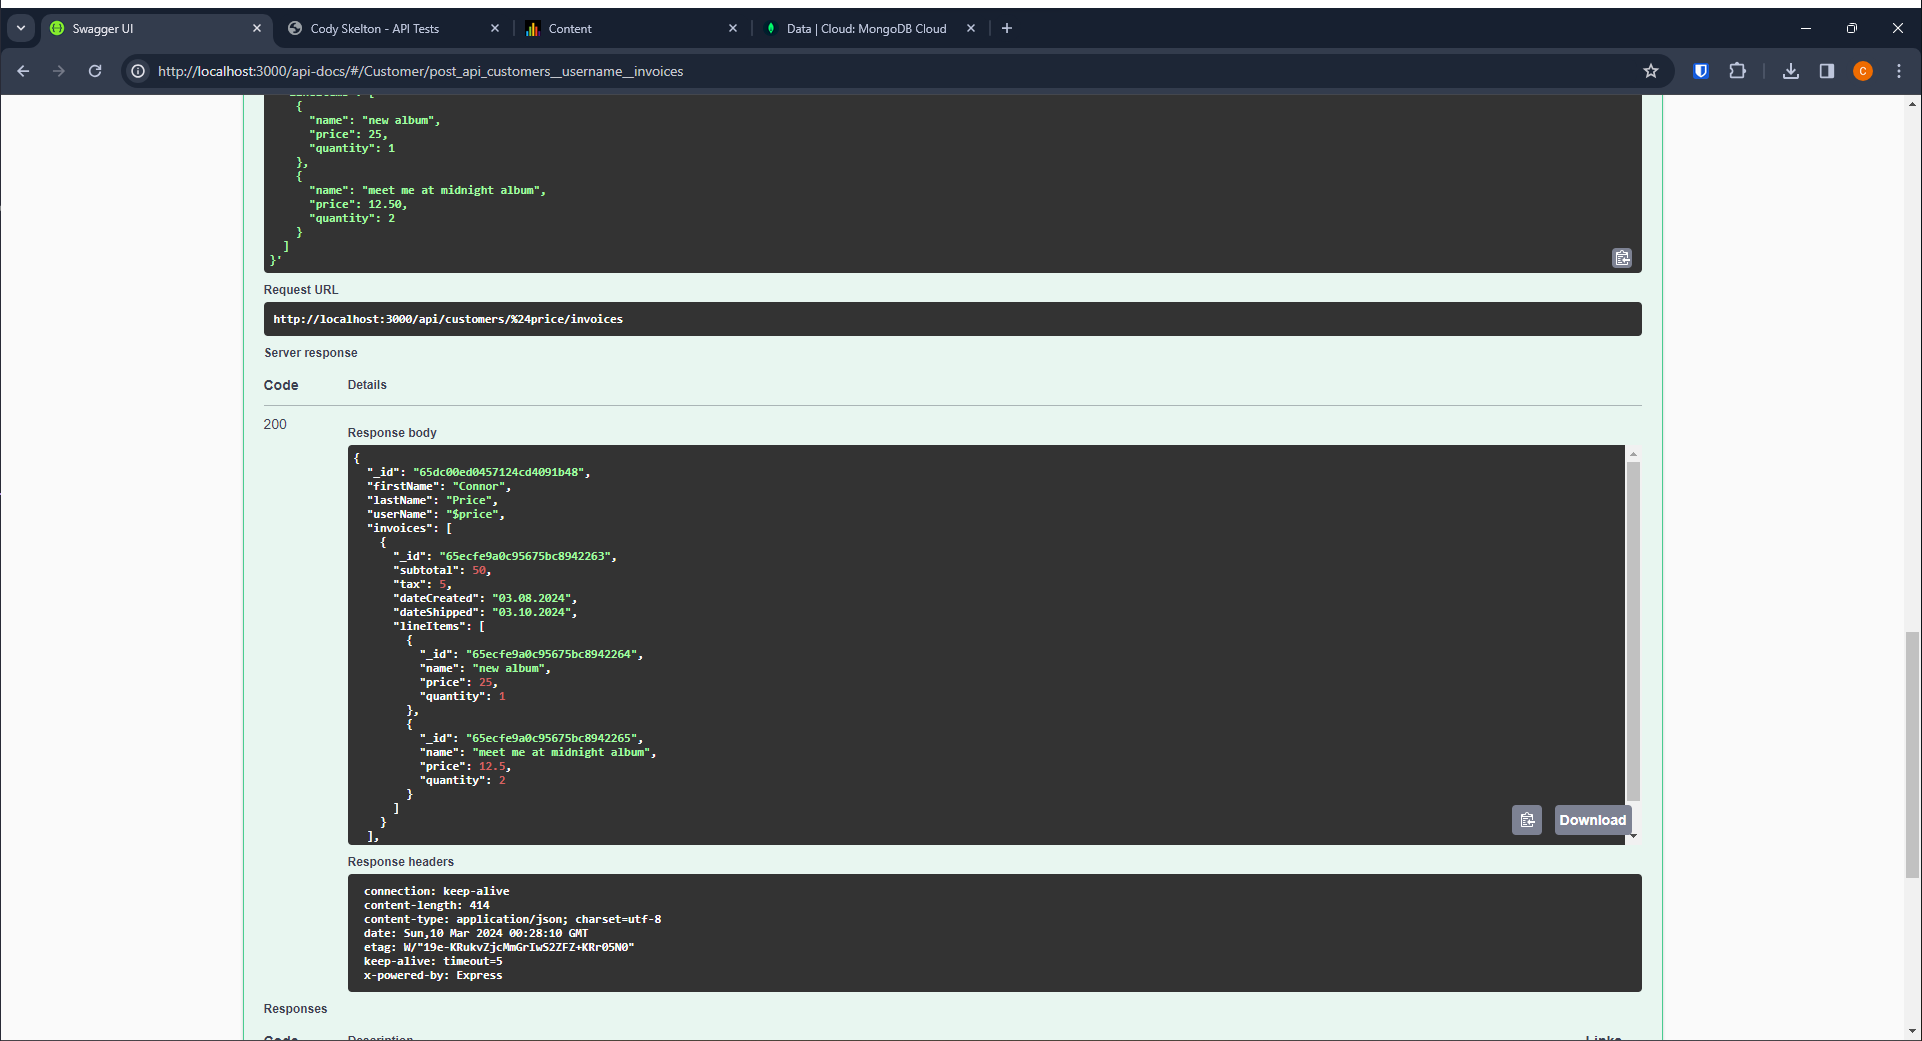 Swagger UI
Cody Skelton - API Tests
Content
Data | Cloud: MongoDB Cloud
http://localhost:3000/api-docs/#/Customer/post_api_customers__username__invoices
C
{
"name": "new album",
"price": 25,
"quantity": 1
},
{
"name": "meet me at midnight album",
"price": 12.50,
"quantity": 2
}
]
}'
Request URL
http://localhost:3000/api/customers/%24price/invoices
Server response
Code Details
200
Response body
{
"_id": "65dc00ed0457124cd4091b48",
"firstName": "Connor",
"lastName": "Price",
"userName": "$price",
"invoices": [
{
"_id": "65ecfe9a0c95675bc8942263",
"subtotal": 50,
"tax": 5,
"dateCreated": "03.08.2024",
"dateShipped": "03.10.2024",
"lineItems": [
{
"_id": "65ecfe9a0c95675bc8942264",
"name": "new album",
"price": 25,
"quantity": 1
},
{
"_id": "65ecfe9a0c95675bc8942265",
"name": "meet me at midnight album",
"price": 12.5,
"quantity": 2
}
]
}
],
Download
Response headers
connection: keep-alive
content-length: 414
content-type: application/json; charset=utf-8
date: Sun,10 Mar 2024 00:28:10 GMT
etag: W/"19e-KRukvZjcMmGrIwS2ZFZ+KRr05N0"
keep-alive: timeout=5
x-powered-by: Express
Responses
Code Description Links